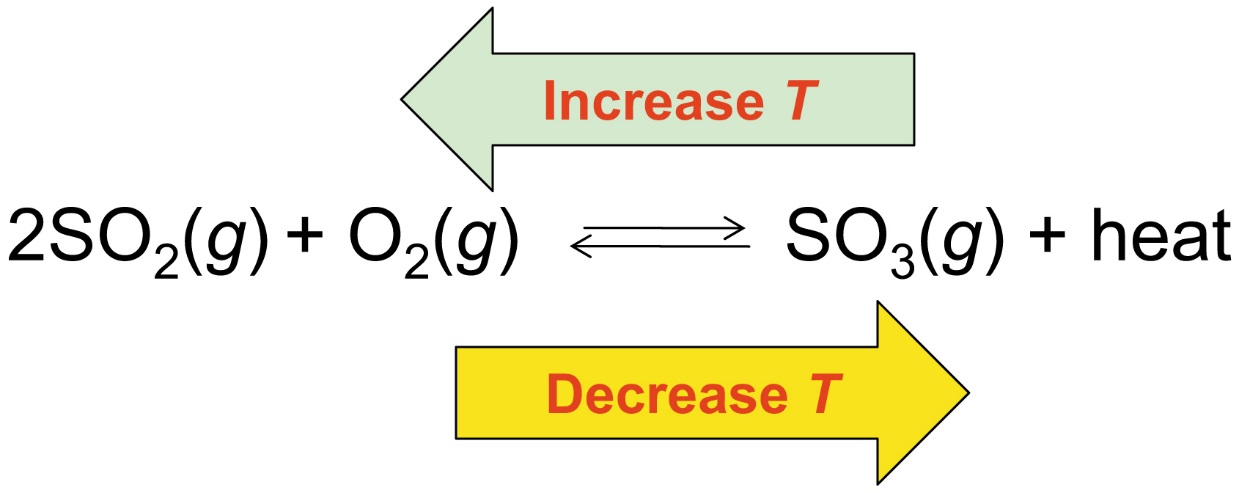 Increase T
2SO₂(g) + O₂(g) ⇌ SO₃(g) + heat
Decrease T